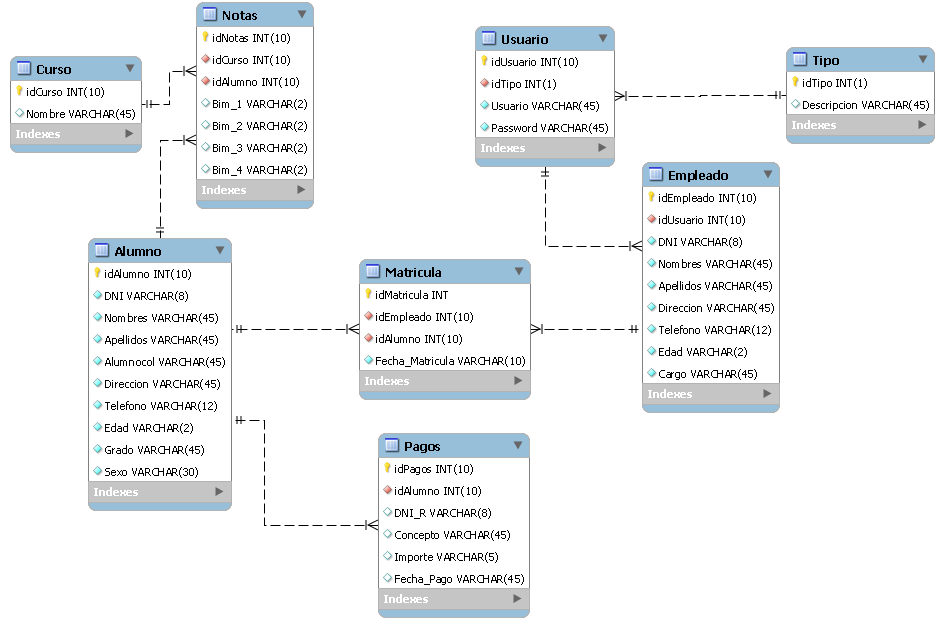 Notas
idNotas INT(10)
idCurso INT(10)
idAlumno INT(10)
Bim_1 VARCHAR(2)
Bim_2 VARCHAR(2)
Bim_3 VARCHAR(2)
Bim_4 VARCHAR(2)
Indexes
Curso
idCurso INT(10)
Nombre VARCHAR(45)
Indexes
Usuario
idUsuario INT(10)
idTipo INT(1)
Usuario VARCHAR(45)
Password VARCHAR(45)
Indexes
Tipo
idTipo INT(1)
Descripcion VARCHAR(45)
Indexes
Empleado
idEmpleado INT(10)
idUsuario INT(10)
DNI VARCHAR(8)
Nombres VARCHAR(45)
Apellidos VARCHAR(45)
Direccion VARCHAR(45)
Telefono VARCHAR(12)
Edad VARCHAR(2)
Cargo VARCHAR(45)
Indexes
Alumno
idAlumno INT(10)
DNI VARCHAR(8)
Nombres VARCHAR(45)
Apellidos VARCHAR(45)
Alumnocol VARCHAR(45)
Direccion VARCHAR(45)
Telefono VARCHAR(12)
Edad VARCHAR(2)
Grado VARCHAR(45)
Sexo VARCHAR(30)
Indexes
Matricula
idMatricula INT
idEmpleado INT(10)
idAlumno INT(10)
Fecha_Matricula VARCHAR(10)
Indexes
Pagos
idPagos INT(10)
idAlumno INT(10)
DNI_R VARCHAR(8)
Concepto VARCHAR(45)
Importe VARCHAR(5)
Fecha_Pago VARCHAR(45)
Indexes